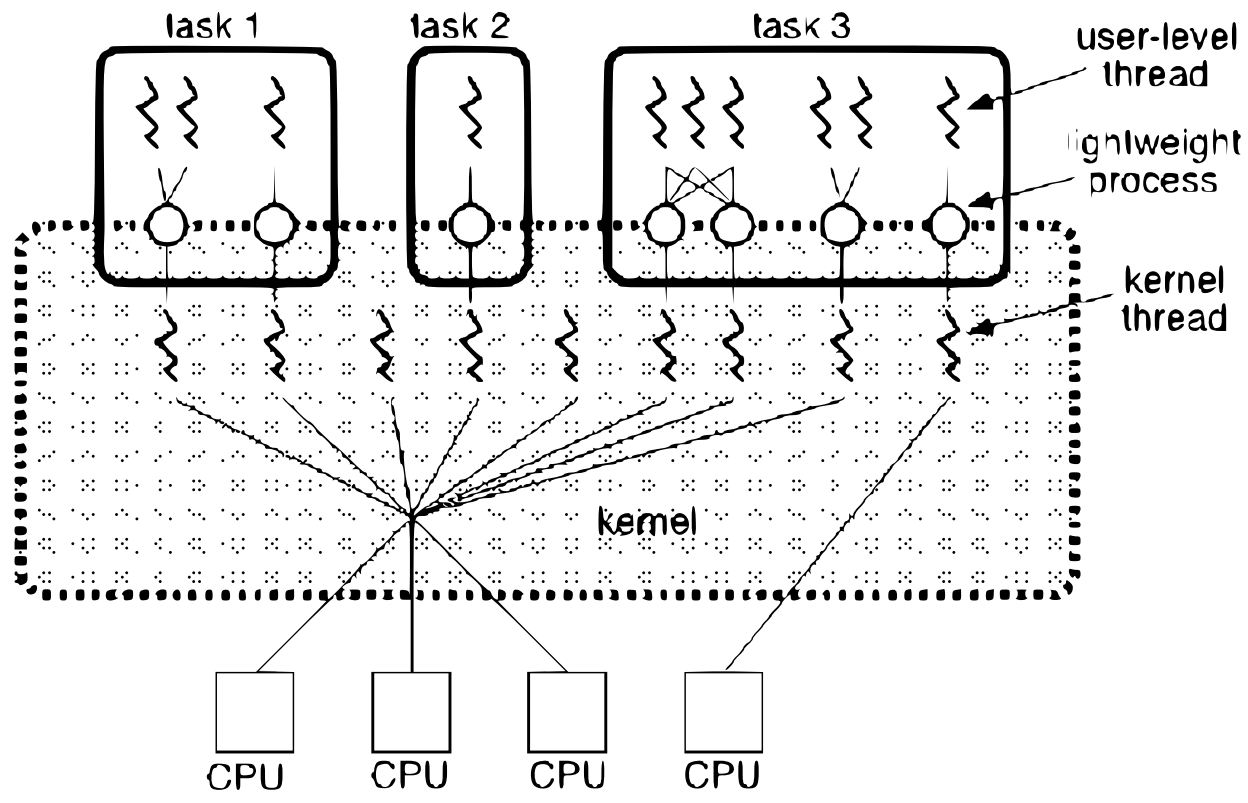 task 1
task 2
task 3
user-level
thread
lightweight
process
kernel
thread
kernel
CPU
CPU
CPU
CPU